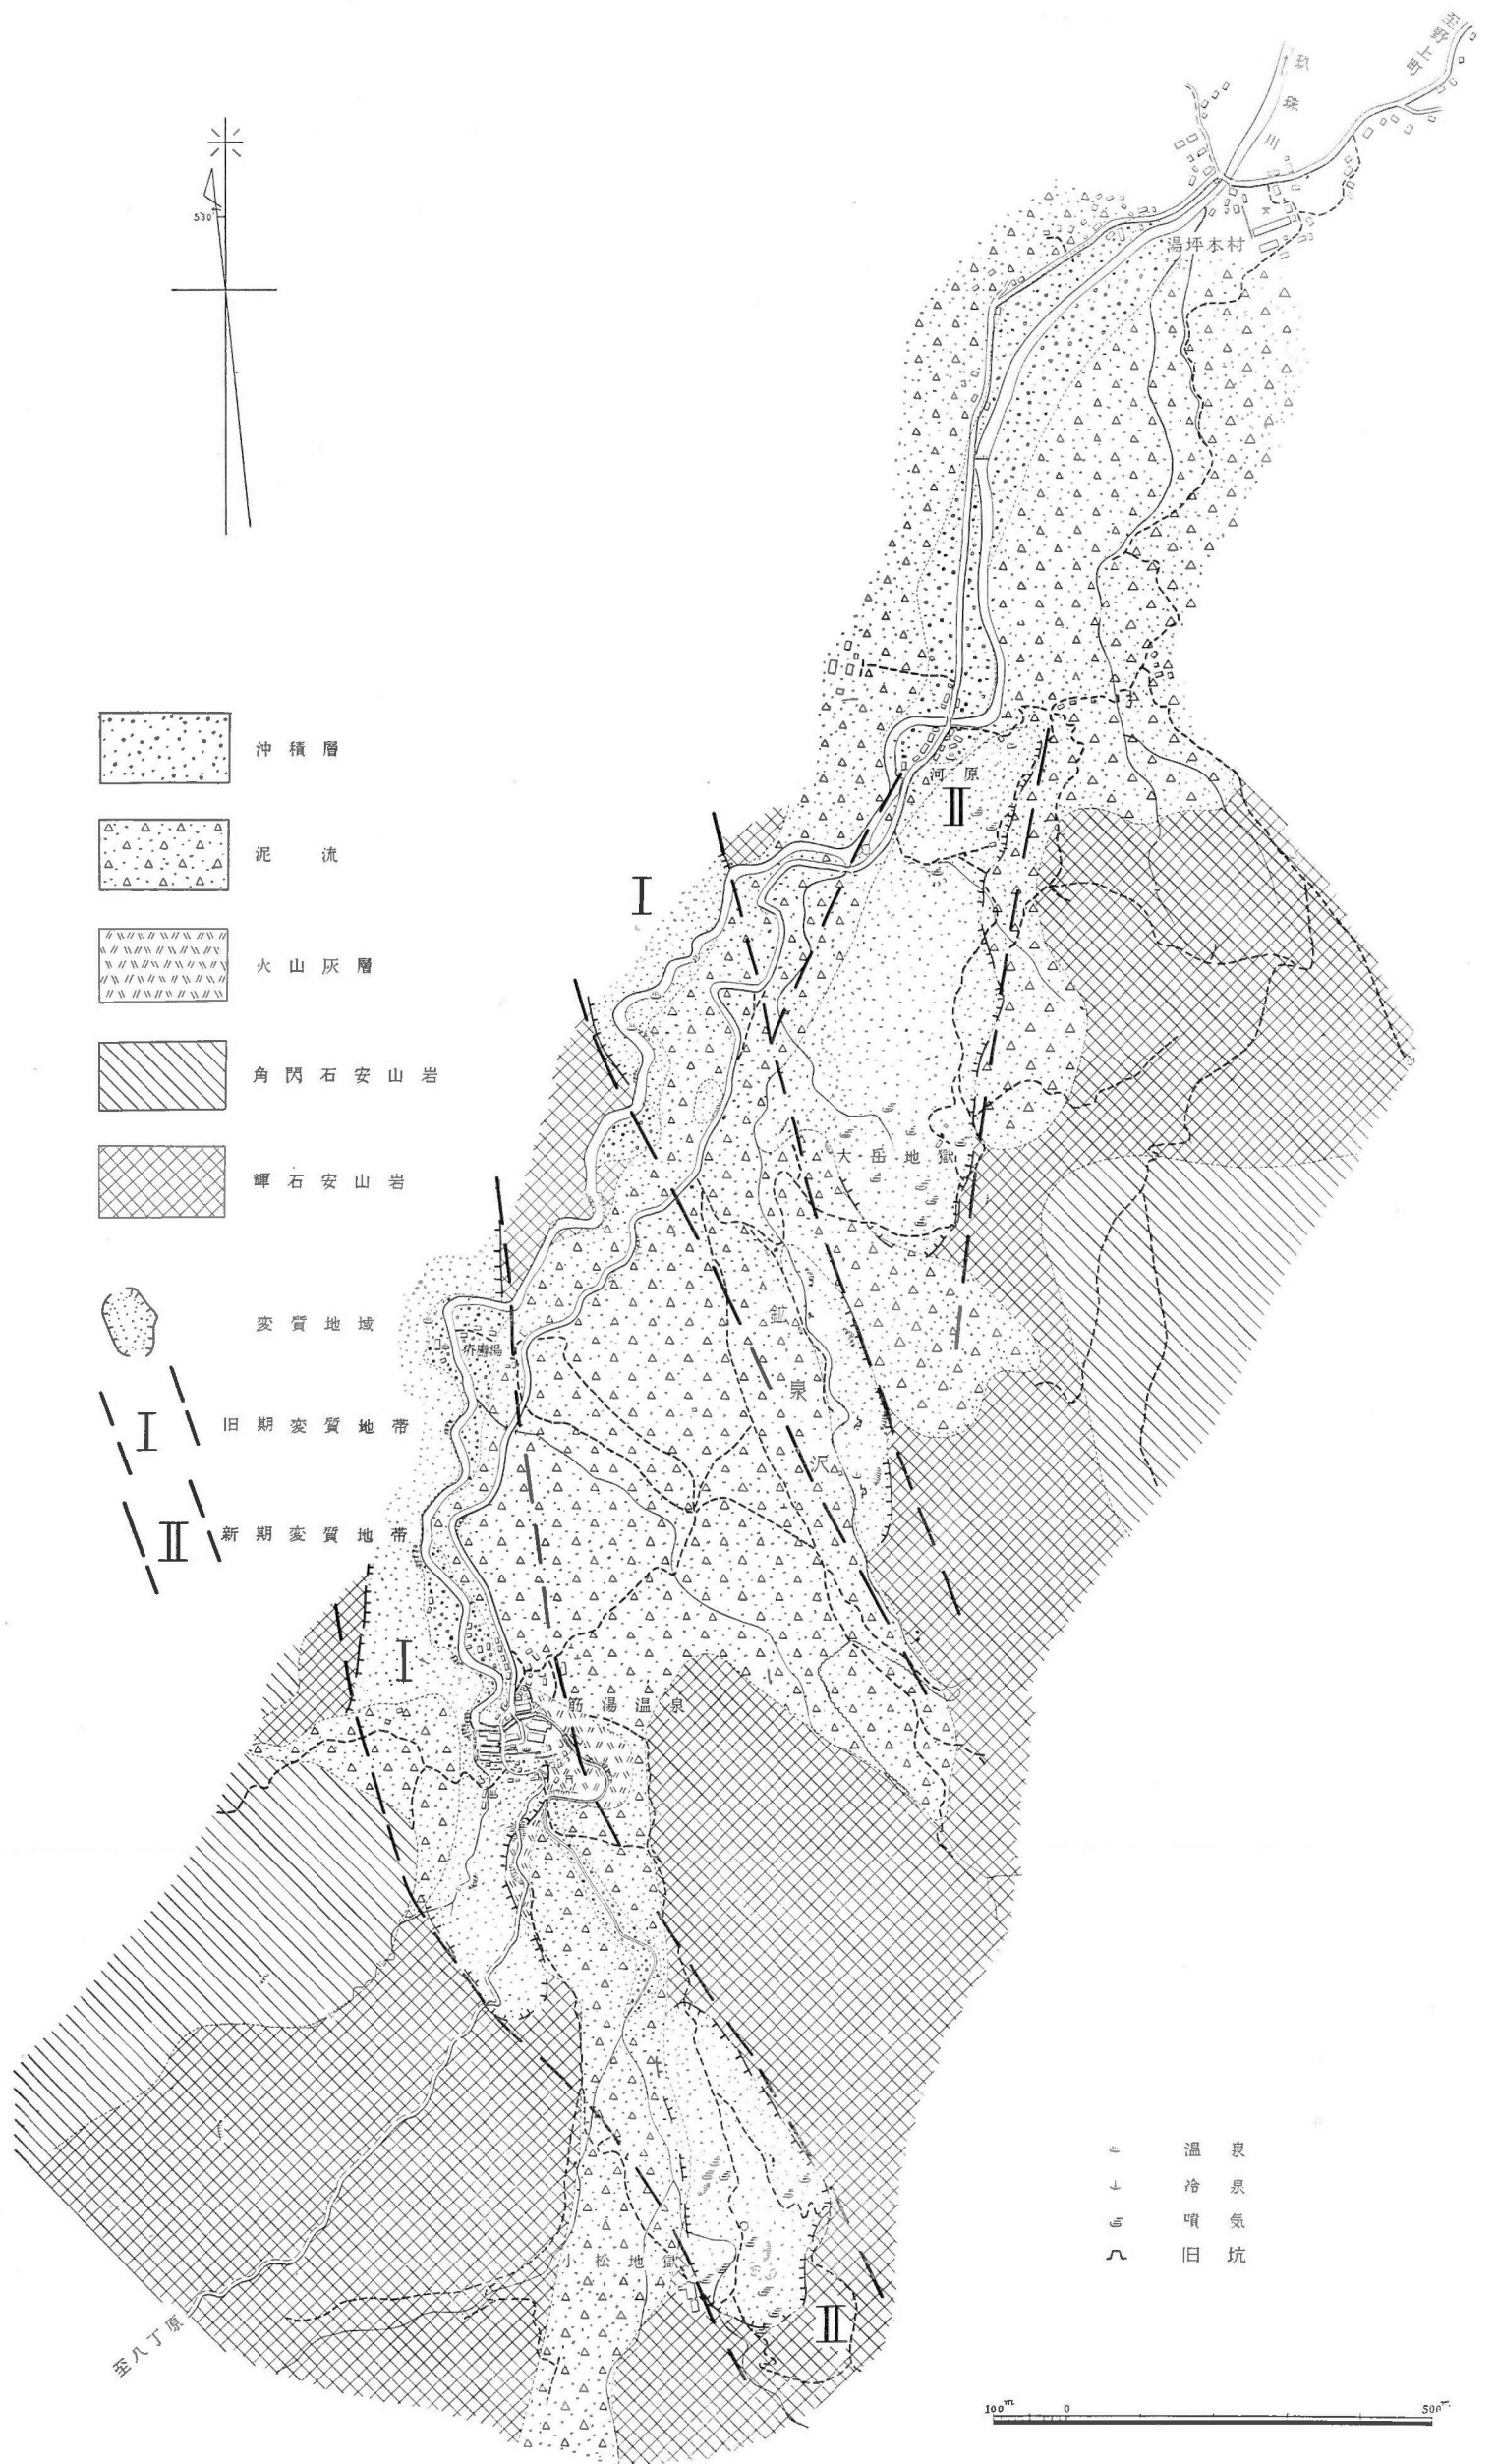 至野上町
玖珠川
530'
湯坪本村
沖積層
泥流
火山灰層
角閃石安山岩
輝石安山岩
変質地域
I 旧期変質地帯
II 新期変質地帯
河原
II
I
大岳地獄
鉱泉沢
I
筋湯温泉
小松地獄
II
至八丁原
温泉
冷泉
噴気
旧坑
100m 0 500m